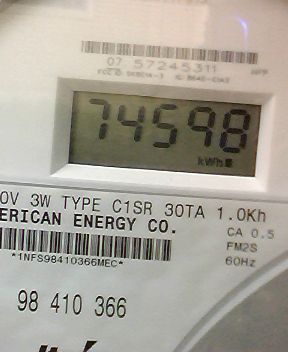 07 57245311
74598
kWh
0V 3W TYPE C1SR 30TA 1.0Kh
ERICAN ENERGY CO.
CA 0.5
FM2S
*1NFS98410366MEC*
60Hz
98 410 366